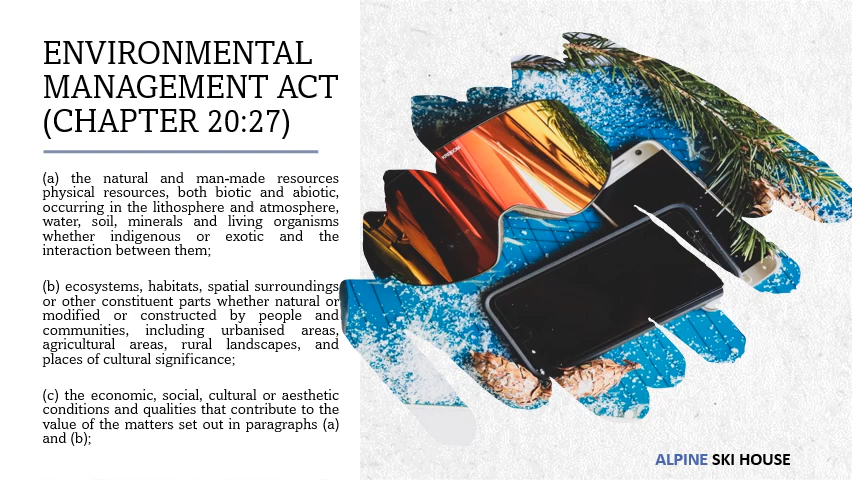 ENVIRONMENTAL
MANAGEMENT ACT
(CHAPTER 20:27)
(a) the natural and man-made resources
physical resources, both biotic and abiotic,
occurring in the lithosphere and atmosphere,
water, soil, minerals and living organisms
whether indigenous or exotic and the
interaction between them;
(b) ecosystems, habitats, spatial surroundings
or other constituent parts whether natural or
modified or constructed by people and
communities, including urbanised areas,
agricultural areas, rural landscapes, and
places of cultural significance;
(c) the economic, social, cultural or aesthetic
conditions and qualities that contribute to the
value of the matters set out in paragraphs (a)
and (b);
ALPINE SKI HOUSE